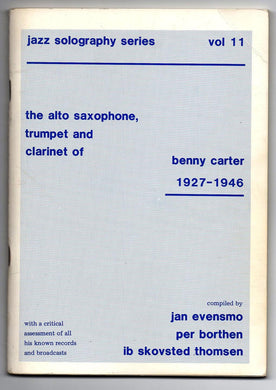 jazz solography series vol 11
the alto saxophone,
trumpet and
clarinet of
benny carter
1927-1946
compiled by
jan evensmo
per borthen
ib skovsted thomsen
with a critical
assessment of all
his known records
and broadcasts